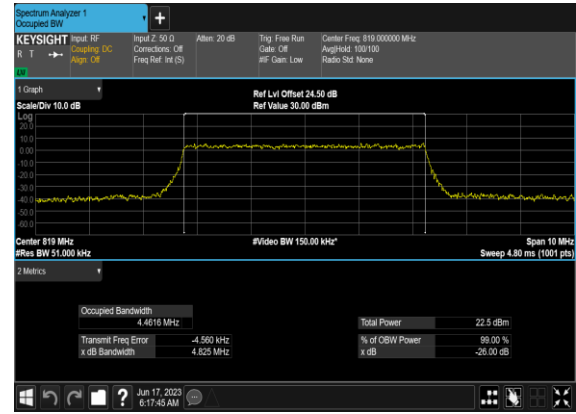 Spectrum Analyzer 1
Occupied BW
+
KEYSIGHT Input: RF Input Z: 50 Ω Atten: 20 dB Trig: Free Run Center Freq: 819.000000 MHz
R T Coupling: DC Corrections: Off Gate: Off Avg|Hold: 100/100
Align: Off Freq Ref: Int (S) #IF Gain: Low Radio Std: None
LW
1 Graph Ref Lvl Offset 24.50 dB
Scale/Div 10.0 dB Ref Value 30.00 dBm
Log
20.0
10.0
0.00
-10.0
-20.0
-30.0
-40.0
-50.0
-60.0
Center 819 MHz #Video BW 150.00 kHz* Span 10 MHz
#Res BW 51.000 kHz Sweep 4.80 ms (1001 pts)
2 Metrics
Occupied Bandwidth
4.4616 MHz Total Power 22.5 dBm
Transmit Freq Error -4.560 kHz % of OBW Power 99.00 %
x dB Bandwidth 4.825 MHz x dB -26.00 dB
? Jun 17, 2023
6:17:45 AM